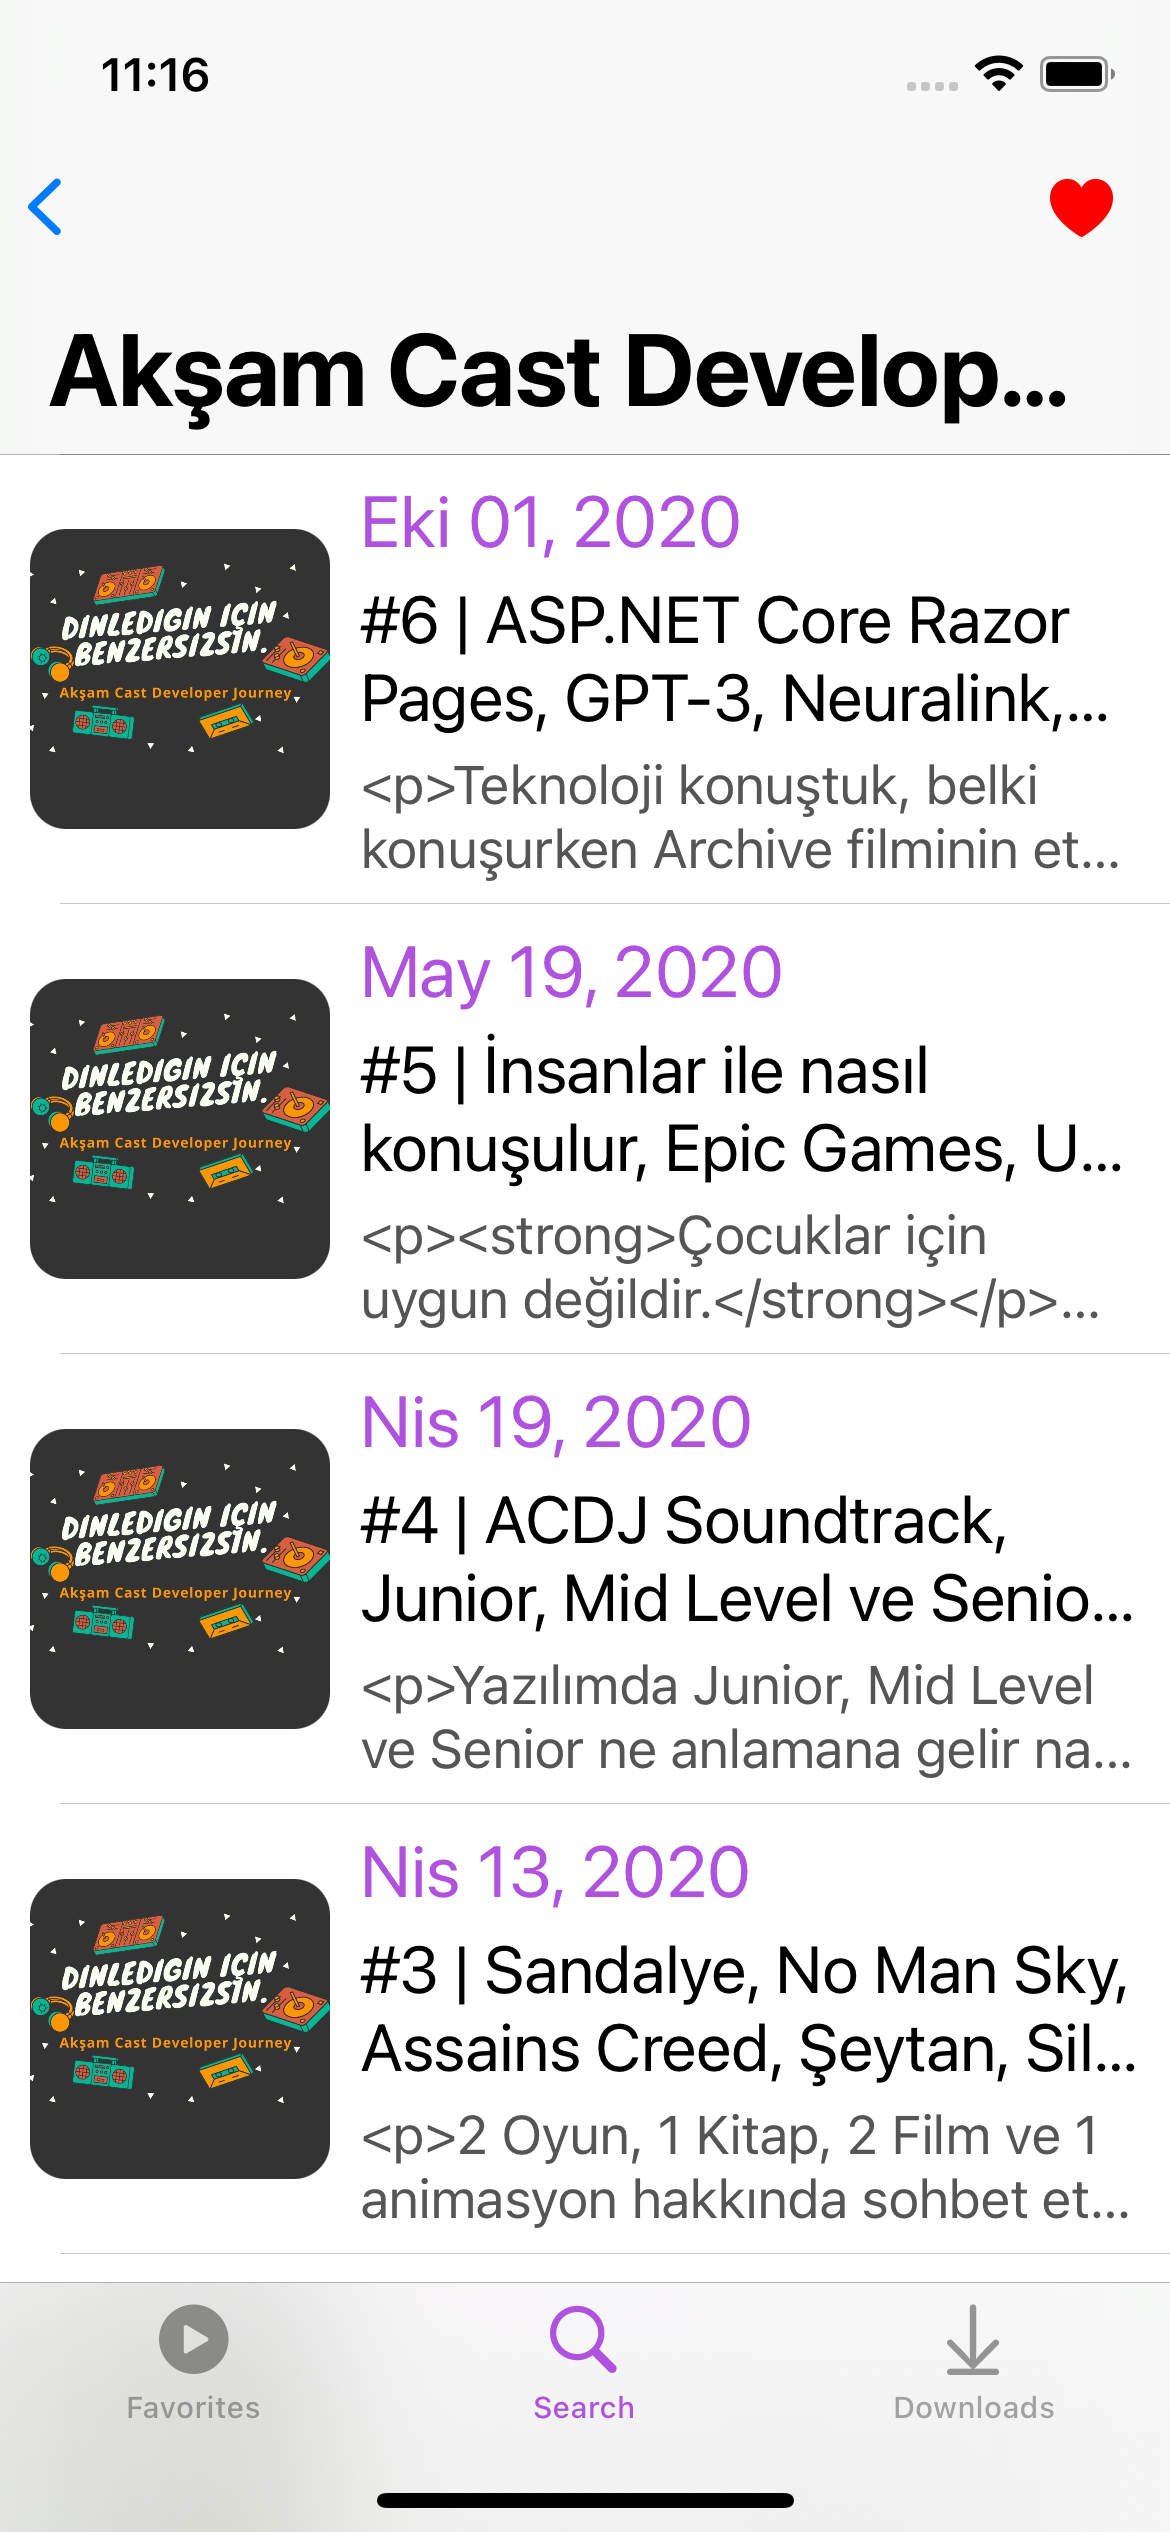 11:16
Akşam Cast Develop...
Eki 01, 2020
#6 | ASP.NET Core Razor
Pages, GPT-3, Neuralink,...
<p>Teknoloji konuştuk, belki
konuşurken Archive filminin et...
DINLEDIGIN IÇIN
BENZERSIZSIN.
Akşam Cast Developer Journey
May 19, 2020
#5 | İnsanlar ile nasıl
konuşulur, Epic Games, U...
<p><strong>Çocuklar için
uygun değildir.</strong></p>...
DINLEDIGIN IÇIN
BENZERSIZSIN.
Akşam Cast Developer Journey
Nis 19, 2020
#4 | ACDJ Soundtrack,
Junior, Mid Level ve Senio...
<p>Yazılımda Junior, Mid Level
ve Senior ne anlamana gelir na...
DINLEDIGIN IÇIN
BENZERSIZSIN.
Akşam Cast Developer Journey
Nis 13, 2020
#3 | Sandalye, No Man Sky,
Assains Creed, Şeytan, Sil...
<p>2 Oyun, 1 Kitap, 2 Film ve 1
animasyon hakkında sohbet et...
DINLEDIGIN IÇIN
BENZERSIZSIN.
Akşam Cast Developer Journey
Favorites
Search
Downloads